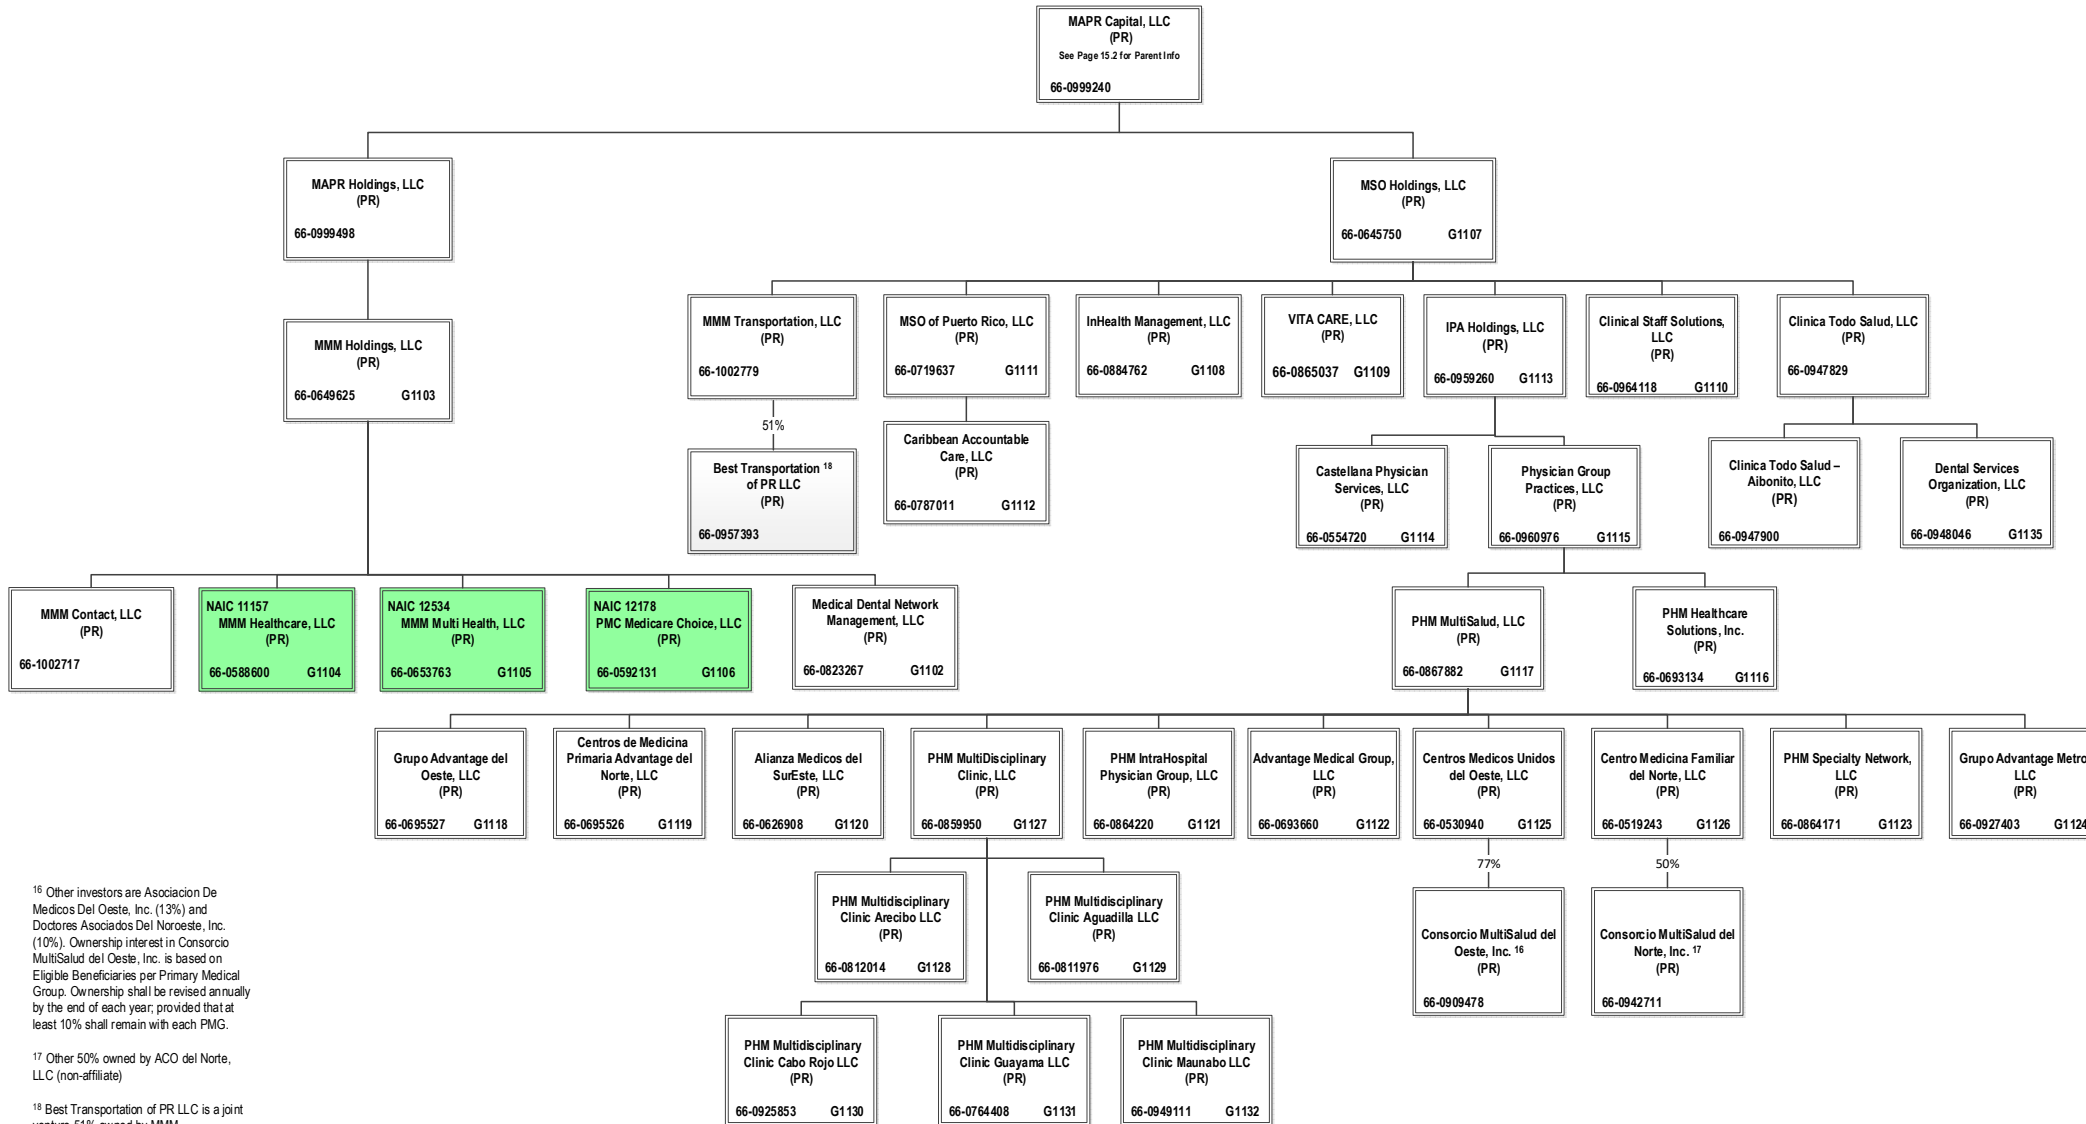 MAPR Capital, LLC
(PR)
See Page 15.2 for Parent Info
66-0999240
MAPR Holdings, LLC
(PR)
66-0999498
MSO Holdings, LLC
(PR)
66-0645750 G1107
MMM Holdings, LLC
(PR)
66-0649625 G1103
MMM Transportation, LLC
(PR)
66-1002779
MSO of Puerto Rico, LLC
(PR)
66-0719637 G1111
InHealth Management, LLC
(PR)
66-0884762 G1108
VITA CARE, LLC
(PR)
66-0865037 G1109
IPA Holdings, LLC
(PR)
66-0959260 G1113
Clinical Staff Solutions,
LLC
(PR)
66-0964118 G1110
Clinica Todo Salud, LLC
(PR)
66-0947829
51%
Best Transportation 18
of PR LLC
(PR)
66-0957393
Caribbean Accountable
Care, LLC
(PR)
66-0787011 G1112
Castellana Physician
Services, LLC
(PR)
66-0554720 G1114
Physician Group
Practices, LLC
(PR)
66-0960976 G1115
Clinica Todo Salud –
Aibonito, LLC
(PR)
66-0947900
Dental Services
Organization, LLC
(PR)
66-0948046 G1135
MMM Contact, LLC
(PR)
66-1002717
NAIC 11157
MMM Healthcare, LLC
(PR)
66-0588600 G1104
NAIC 12534
MMM Multi Health, LLC
(PR)
66-0653763 G1105
NAIC 12178
PMC Medicare Choice, LLC
(PR)
66-0592131 G1106
Medical Dental Network
Management, LLC
(PR)
66-0823267 G1102
PHM MultiSalud, LLC
(PR)
66-0867882 G1117
PHM Healthcare
Solutions, Inc.
(PR)
66-0693134 G1116
Grupo Advantage del
Oeste, LLC
(PR)
66-0695527 G1118
Centros de Medicina
Primaria Advantage del
Norte, LLC
(PR)
66-0695526 G1119
Alianza Medicos del
SurEste, LLC
(PR)
66-0626908 G1120
PHM MultiDisciplinary
Clinic, LLC
(PR)
66-0859950 G1127
PHM IntraHospital
Physician Group, LLC
(PR)
66-0864220 G1121
Advantage Medical Group,
LLC
(PR)
66-0693660 G1122
Centros Medicos Unidos
del Oeste, LLC
(PR)
66-0530940 G1125
Centro Medicina Familiar
del Norte, LLC
(PR)
66-0519243 G1126
PHM Specialty Network,
LLC
(PR)
66-0864171 G1123
Grupo Advantage Metro
LLC
(PR)
66-0927403 G1124
77%
50%
PHM Multidisciplinary
Clinic Arecibo LLC
(PR)
66-0812014 G1128
PHM Multidisciplinary
Clinic Aguadilla LLC
(PR)
66-0811976 G1129
Consorcio MultiSalud del
Oeste, Inc. 16
(PR)
66-0909478
Consorcio MultiSalud del
Norte, Inc. 17
(PR)
66-0942711
PHM Multidisciplinary
Clinic Cabo Rojo LLC
(PR)
66-0925853 G1130
PHM Multidisciplinary
Clinic Guayama LLC
(PR)
66-0764408 G1131
PHM Multidisciplinary
Clinic Maunabo LLC
(PR)
66-0949111 G1132
16 Other investors are Asociacion De
Medicos Del Oeste, Inc. (13%) and
Doctores Asociados Del Noroeste, Inc.
(10%). Ownership interest in Consorcio
MultiSalud del Oeste, Inc. is based on
Eligible Beneficiaries per Primary Medical
Group. Ownership shall be revised annually
by the end of each year; provided that at
least 10% shall remain with each PMG.
17 Other 50% owned by ACO del Norte,
LLC (non-affiliate)
18 Best Transportation of PR LLC is a joint
venture 51% owned by MMM